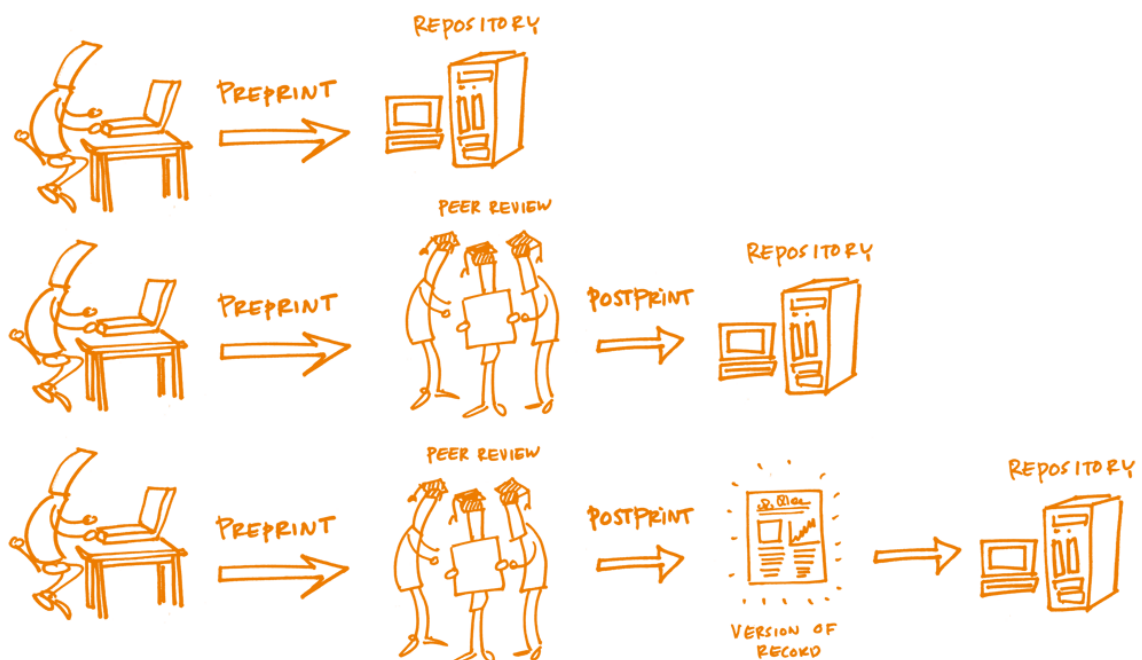 REPOSITORY
PREPRINT
PEER REVIEW
REPOSITORY
PREPRINT
POSTPRINT
PEER REVIEW
REPOSITORY
PREPRINT
POSTPRINT
VERSION OF
RECORD